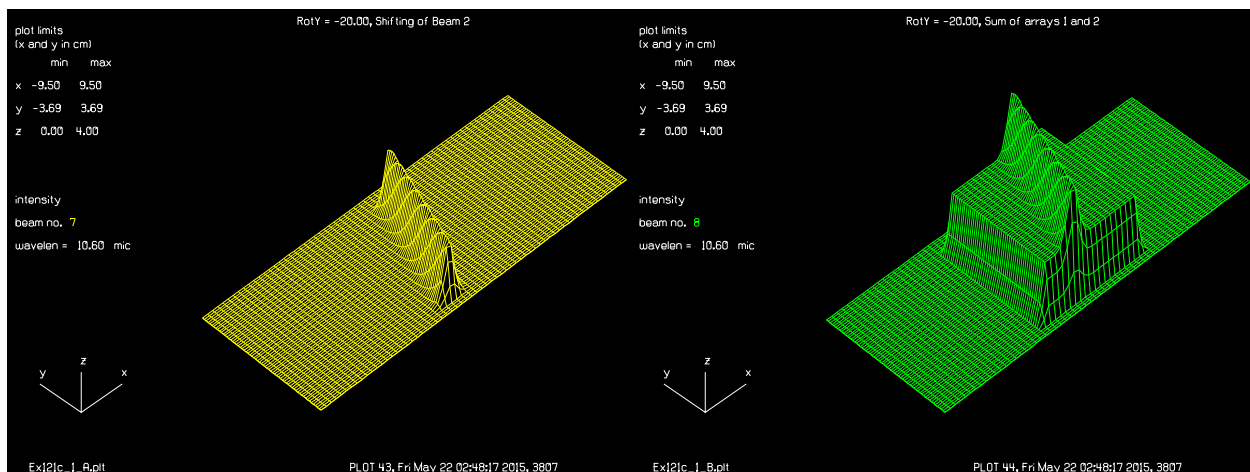 RotY = -20.00, Shifting of Beam 2
plot limits
(x and y in cm)
min max
x -9.50 9.50
y -3.69 3.69
z 0.00 4.00
intensity
beam no. 7
wavelen = 10.60 mic
z
y x
Ex121c_1_A.plt
PLOT 43, Fri May 22 02:48:17 2015, 3807
RotY = -20.00, Sum of arrays 1 and 2
plot limits
(x and y in cm)
min max
x -9.50 9.50
y -3.69 3.69
z 0.00 4.00
intensity
beam no. 8
wavelen = 10.60 mic
z
y x
Ex121c_1_B.plt
PLOT 44, Fri May 22 02:48:17 2015, 3807